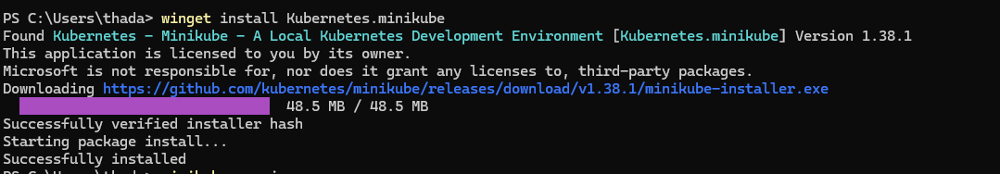 PS C:\Users\thada> winget install Kubernetes.minikube
Found Kubernetes - Minikube - A Local Kubernetes Development Environment [Kubernetes.minikube] Version 1.38.1
This application is licensed to you by its owner.
Microsoft is not responsible for, nor does it grant any licenses to, third-party packages.
Downloading https://github.com/kubernetes/minikube/releases/download/v1.38.1/minikube-installer.exe
48.5 MB / 48.5 MB
Successfully verified installer hash
Starting package install...
Successfully installed
PS C:\Users\thada>